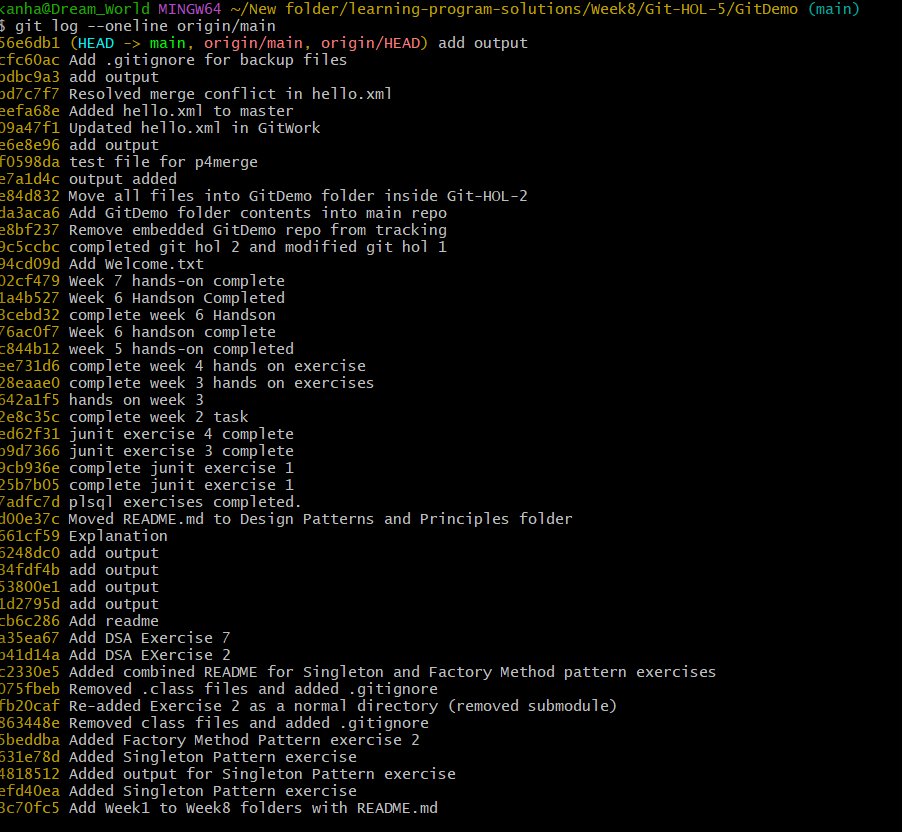 kanha@Dream_World MINGW64 ~/New folder/learning-program-solutions/Week8/Git-HOL-5/GitDemo (main)
$ git log --oneline origin/main
56e6db1 (HEAD -> main, origin/main, origin/HEAD) add output
cfc60ac Add .gitignore for backup files
bdbc9a3 add output
bd7c7f7 Resolved merge conflict in hello.xml
eefa68e Added hello.xml to master
09a47f1 Updated hello.xml in GitWork
e6e8e96 add output
f0598da test file for p4merge
e7a1d4c output added
e84d832 Move all files into GitDemo folder inside Git-HOL-2
da3aca6 Add GitDemo folder contents into main repo
e8bf237 Remove embedded GitDemo repo from tracking
9c5ccbc completed git hol 2 and modified git hol 1
94cd09d Add Welcome.txt
02cf479 Week 7 hands-on complete
1a4b527 Week 6 Handson Completed
3cebd32 complete week 6 Handson
76ac0f7 Week 6 handson complete
c844b12 week 5 hands-on completed
ee731d6 complete week 4 hands on exercise
28eaae0 complete week 3 hands on exercises
642a1f5 hands on week 3
2e8c35c complete week 2 task
ed62f31 junit exercise 4 complete
b9d7366 junit exercise 3 complete
9cb936e complete junit exercise 1
25b7b05 complete junit exercise 1
7adfc7d plsql exercises completed.
d00e37c Moved README.md to Design Patterns and Principles folder
661cf59 Explanation
6248dc0 add output
34fdf4b add output
53800e1 add output
1d2795d add output
cb6c286 Add readme
a35ea67 Add DSA Exercise 7
b41d14a Add DSA EXercise 2
c2330e5 Added combined README for Singleton and Factory Method pattern exercises
075fbeb Removed .class files and added .gitignore
fb20caf Re-added Exercise 2 as a normal directory (removed submodule)
863448e Removed class files and added .gitignore
5beddba Added Factory Method Pattern exercise 2
631e78d Added Singleton Pattern exercise
4818512 Added output for Singleton Pattern exercise
efd40ea Added Singleton Pattern exercise
3c70fc5 Add Week1 to Week8 folders with README.md